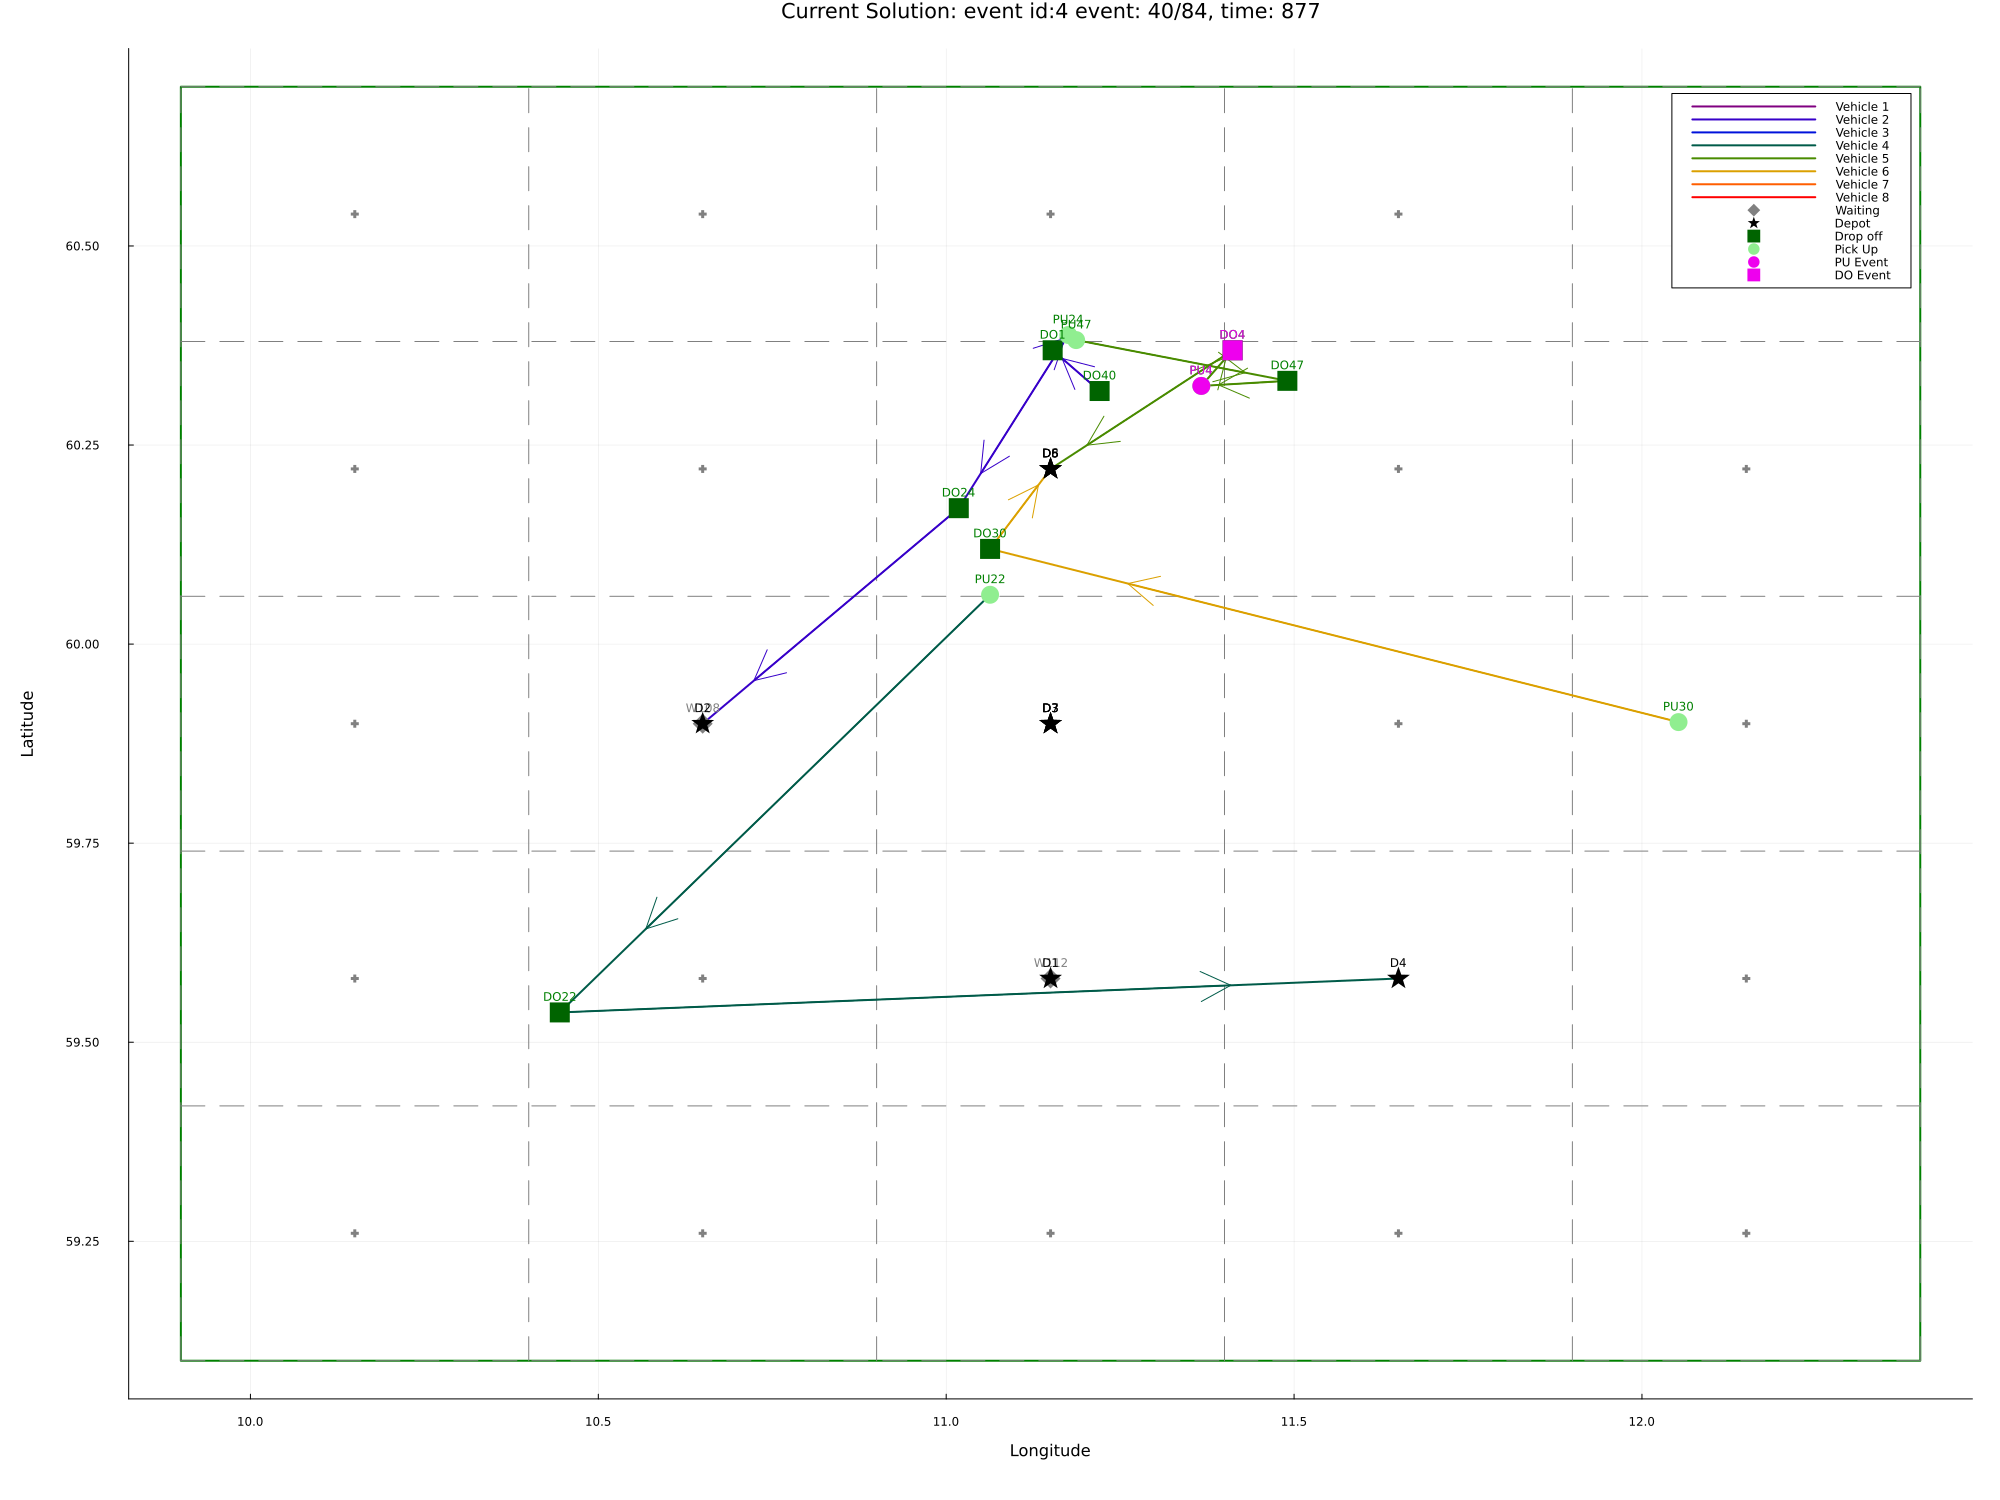 Current Solution: event id:4 event: 40/84, time: 877
Vehicle 1
Vehicle 2
Vehicle 3
Vehicle 4
Vehicle 5
Vehicle 6
Vehicle 7
Vehicle 8
Waiting
Depot
Drop off
Pick Up
PU Event
DO Event
60.50
60.25
60.00
59.75
59.50
59.25
PU24
PU47
DO1
DO4
DO47
PU4
DO40
DO24
DO30
PU22
D2
PU30
D1
D4
DO22
10.0
10.5
11.0
11.5
12.0
Longitude
Latitude